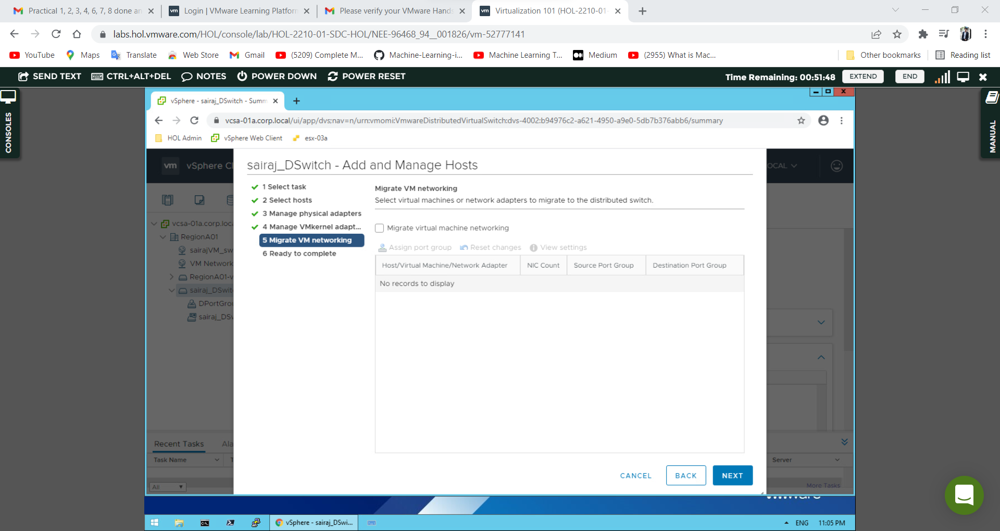 Practical 1, 2, 3, 4, 6, 7, 8 done an
Login | VMware Learning Platform
Please verify your VMware Hands
vm Virtualization 101 (HOL-2210-01-
labs.hol.vmware.com/HOL/console/lab/HOL-2210-01-SDC-HOL/NEE-96468_94__001826/vm-52777141
YouTube Maps Translate Web Store Gmail (5209) Complete M... Machine-Learning-i... Machine Learning T... Medium (2955) What is Mac... Other bookmarks Reading list
SEND TEXT CTRL+ALT+DEL NOTES POWER DOWN POWER RESET Time Remaining: 00:51:48 EXTEND END
CONSOLES
MANUAL
vSphere - sairaj_DSwitch - Summ
vcsa-01a.corp.local/ui/app/dvs;nav=n/urn:vmomi:VmwareDistributedVirtualSwitch:dvs-4002:b94976c2-a621-4950-a9e0-5db7b376abb6/summary
HOL Admin vSphere Web Client esx-03a
vm vSphere Cl
OCAL
sairaj_DSwitch - Add and Manage Hosts
1 Select task
2 Select hosts
3 Manage physical adapters
4 Manage VMkernel adapt...
5 Migrate VM networking
6 Ready to complete
Migrate VM networking
Select virtual machines or network adapters to migrate to the distributed switch.
Migrate virtual machine networking
Assign port group Reset changes View settings
Host/Virtual Machine/Network Adapter NIC Count Source Port Group Destination Port Group
No records to display
vcsa-01a.corp.loca
RegionA01
sairajVM_sw
VM Network
RegionA01-v
sairaj_DSwit
DPortGrou
sairaj_DSv
Recent Tasks Ala
Task Name T
Server
All
More Tasks
CANCEL BACK NEXT
vmware
vSphere - sairaj_DSwi...
ENG 11:05 PM